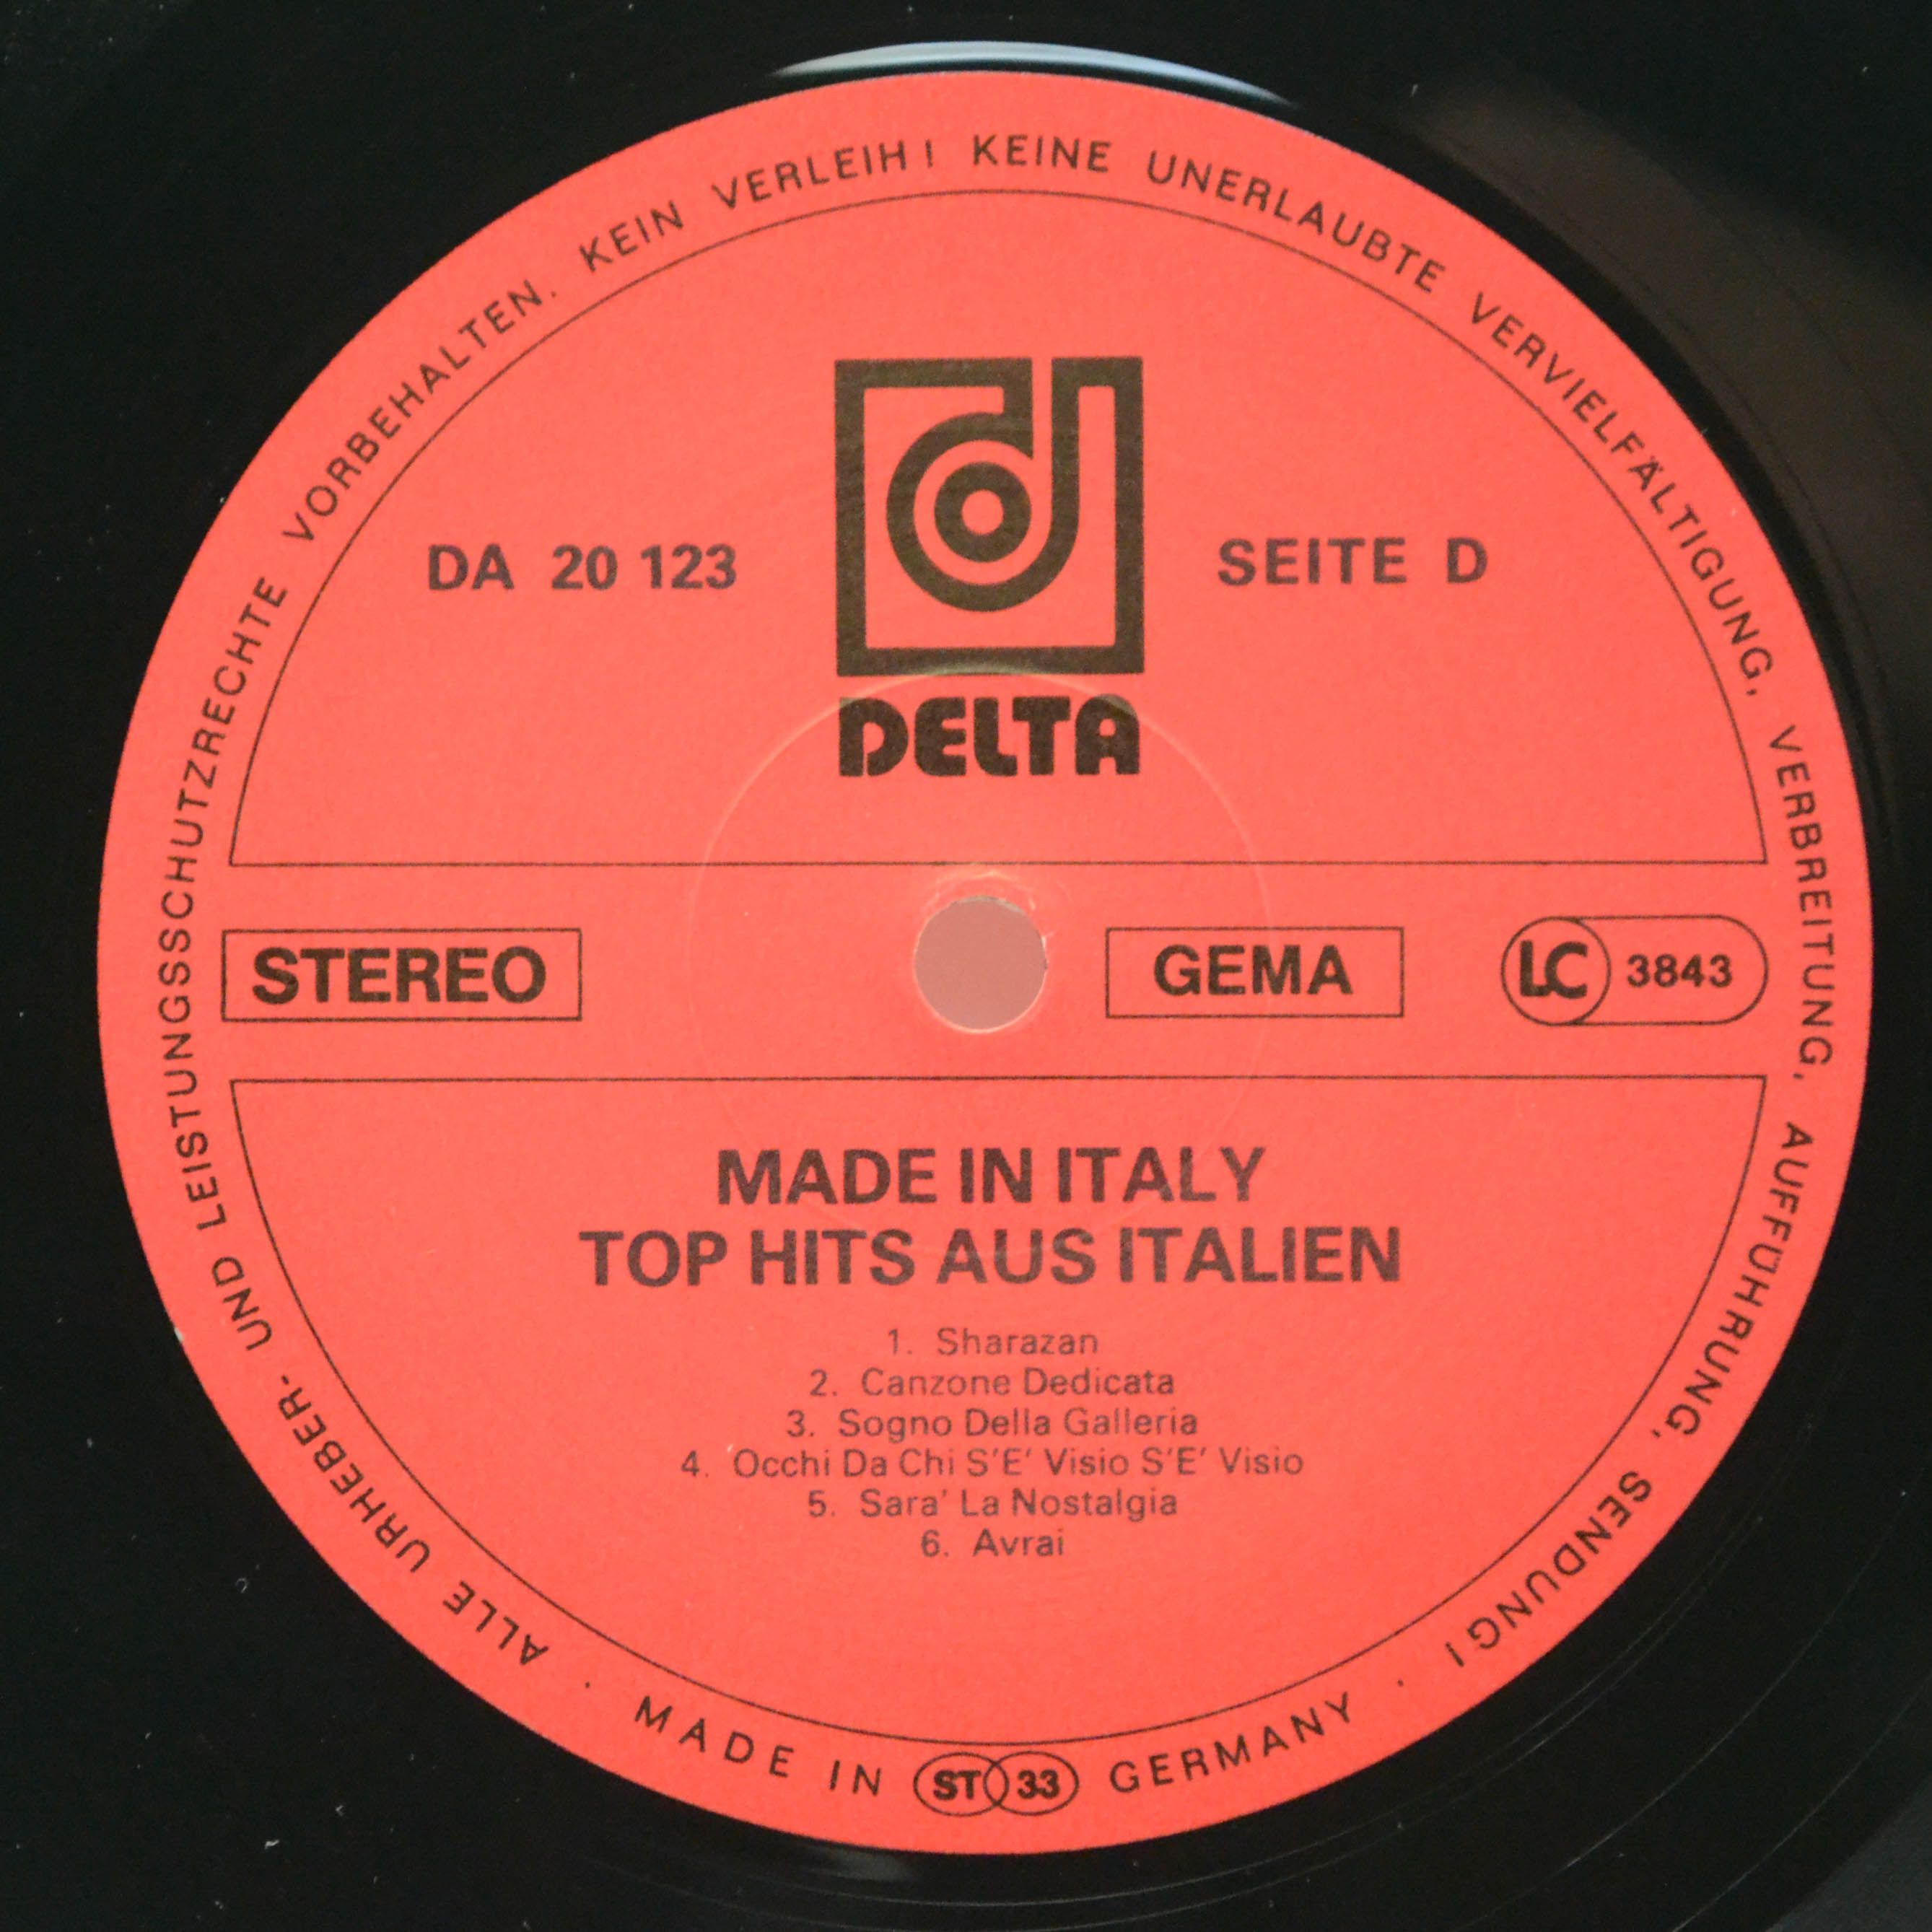 ALLE URHEBER- UND LEISTUNGSSCHUTZRECHTE VORBEHALTEN. KEIN VERLEIH! KEINE UNERLAUBTE VERVIELFÄLTIGUNG, VERBREITUNG, AUFFÜHRUNG, SENDUNG!
DA 20 123
d
DELTA
SEITE D
STEREO
GEMA
LC 3843
MADE IN ITALY
TOP HITS AUS ITALIEN
1. Sharazan
2. Canzone Dedicata
3. Sogno Della Galleria
4. Occhi Da Chi S'E' Visio S'E' Visio
5. Sara' La Nostalgia
6. Avrai
· MADE IN ST 33 GERMANY ·